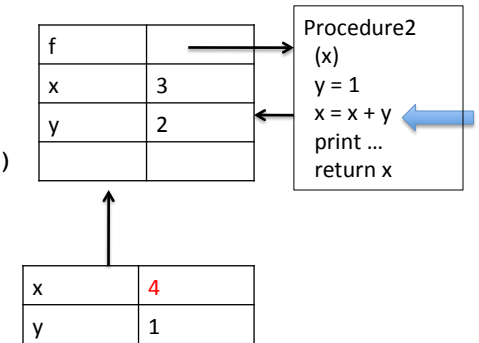 f
x 3
y 2
)
Procedure2
(x)
y = 1
x = x + y
print …
return x
x 4
y 1